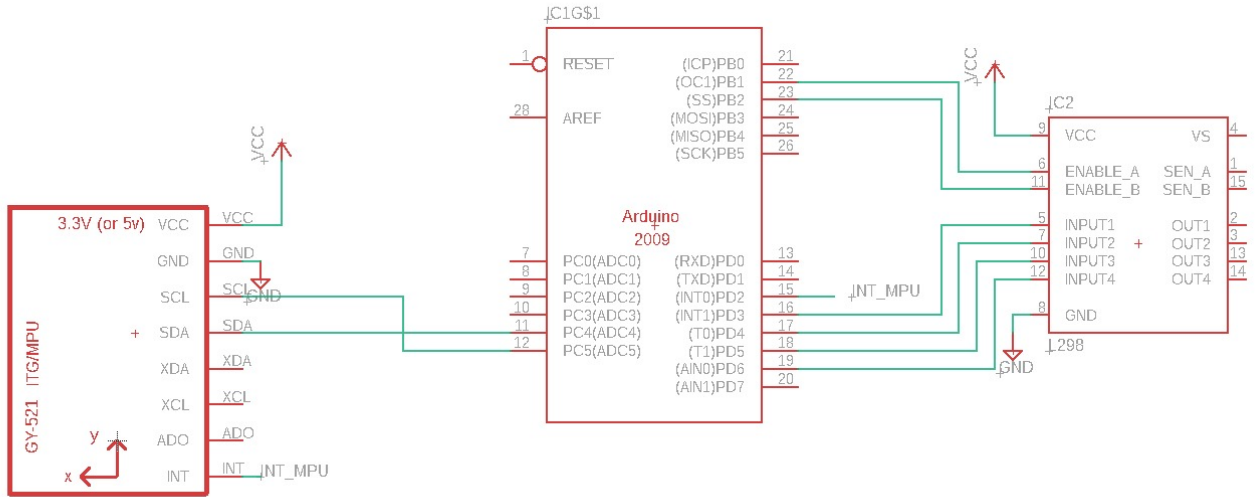 3.3V (or 5v)
VCC
GND
SCL
SDA
XDA
XCL
ADO
INT
GY-521 ITG/MPU
y
x
VCC
GND
SCL
SDA
XDA
XCL
ADO
INT
VCC
GND
INT_MPU
IC1G$1
1
28
7
8
9
10
11
12
RESET
AREF
PC0(ADC0)
PC1(ADC1)
PC2(ADC2)
PC3(ADC3)
PC4(ADC4)
PC5(ADC5)
Arduino
2009
(ICP)PB0
(OC1)PB1
(SS)PB2
(MOSI)PB3
(MISO)PB4
(SCK)PB5
(RXD)PD0
(TXD)PD1
(INT0)PD2
(INT1)PD3
(T0)PD4
(T1)PD5
(AIN0)PD6
(AIN1)PD7
21
22
23
24
25
26
13
14
15
16
17
18
19
20
INT_MPU
VCC
GND
IC2
9
6
11
5
7
10
12
8
VCC
ENABLE_A
ENABLE_B
INPUT1
INPUT2
INPUT3
INPUT4
GND
VS
SEN_A
SEN_B
OUT1
OUT2
OUT3
OUT4
4
1
15
2
3
13
14
L298